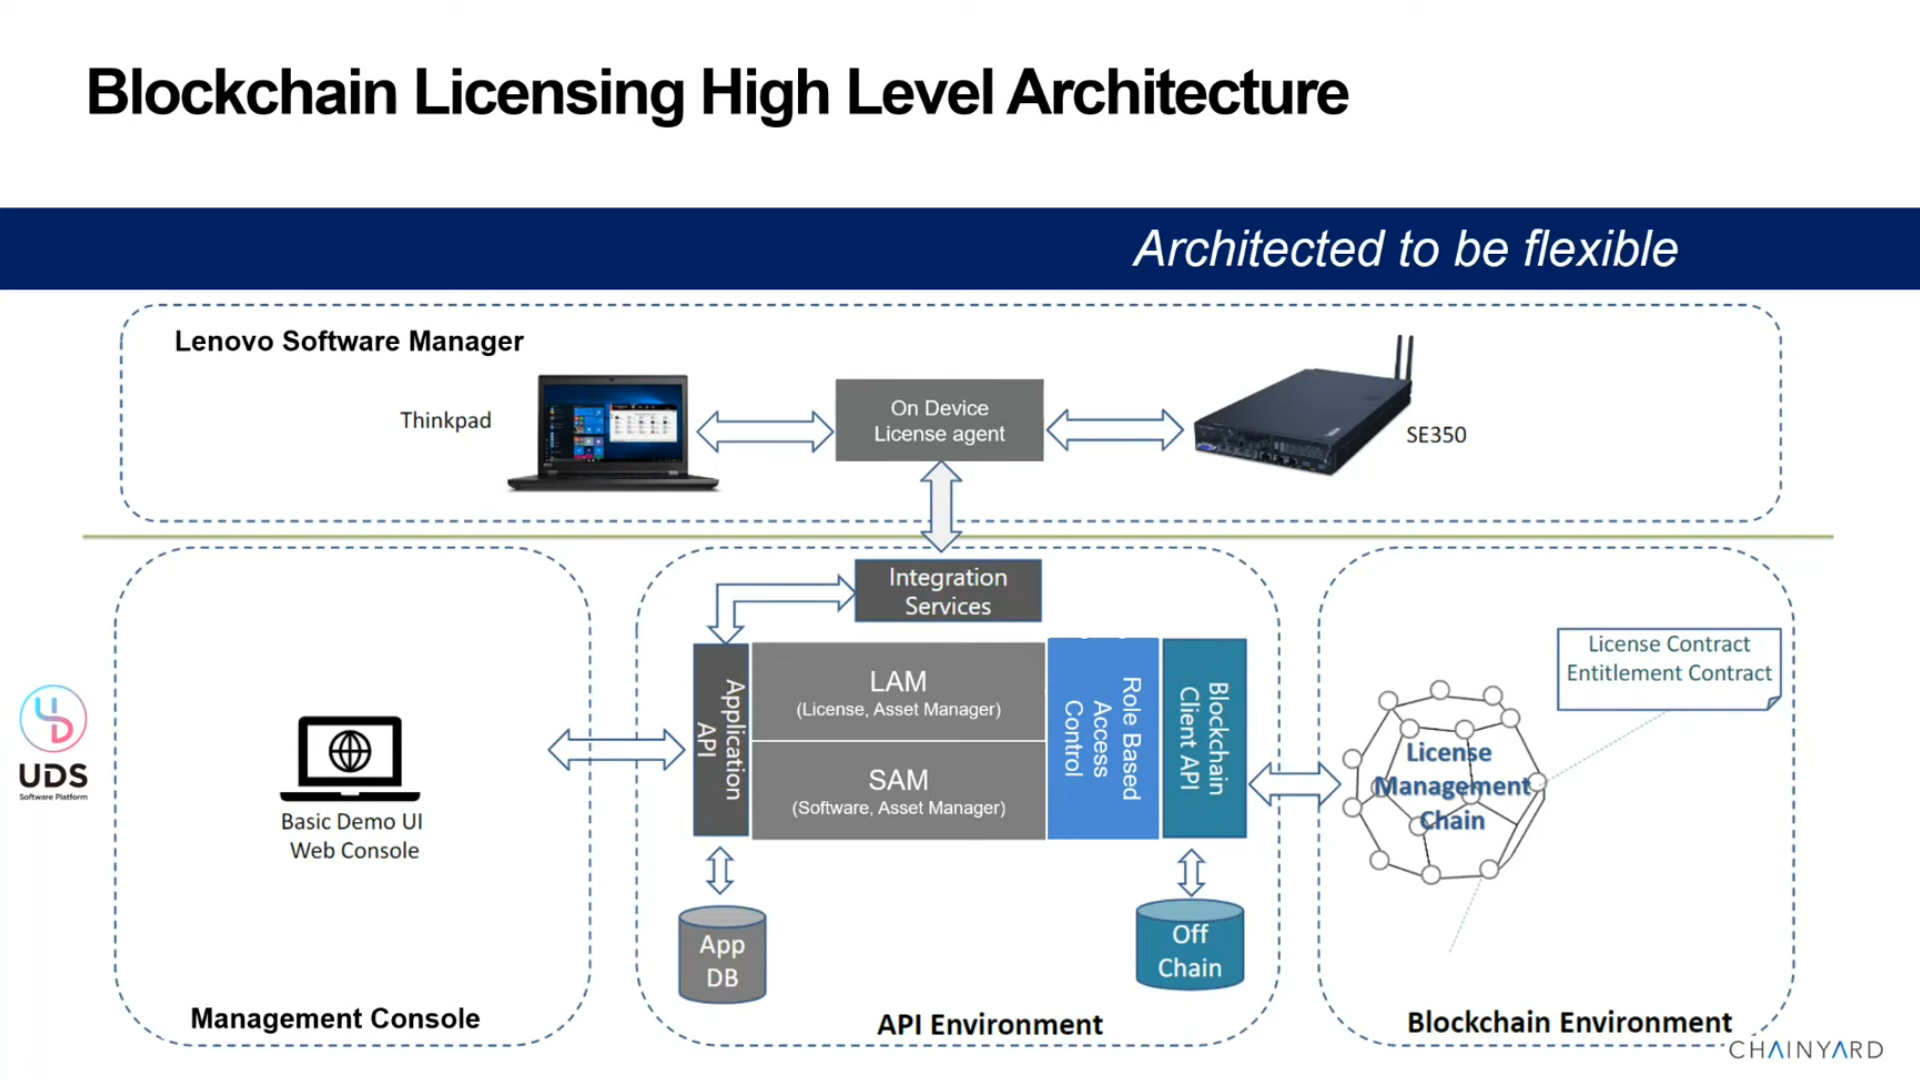 Blockchain Licensing High Level Architecture
Architected to be flexible
Lenovo Software Manager
Thinkpad
On Device
License agent
SE350
Integration
Services
Application
API
LAM
(License, Asset Manager)
SAM
(Software, Asset Manager)
Role Based
Access
Control
Blockchain
Client API
License Contract
Entitlement Contract
License
Management
Chain
UDS
Software Platform
Basic Demo UI
Web Console
App
DB
Off
Chain
Management Console
API Environment
Blockchain Environment
CHAINYARD